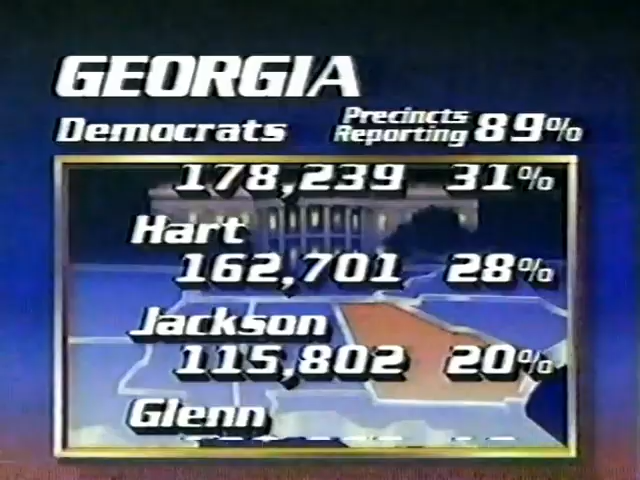 GEORGIA
Democrats Precincts Reporting 89%
178,239 31%
Hart
162,701 28%
Jackson
115,802 20%
Glenn